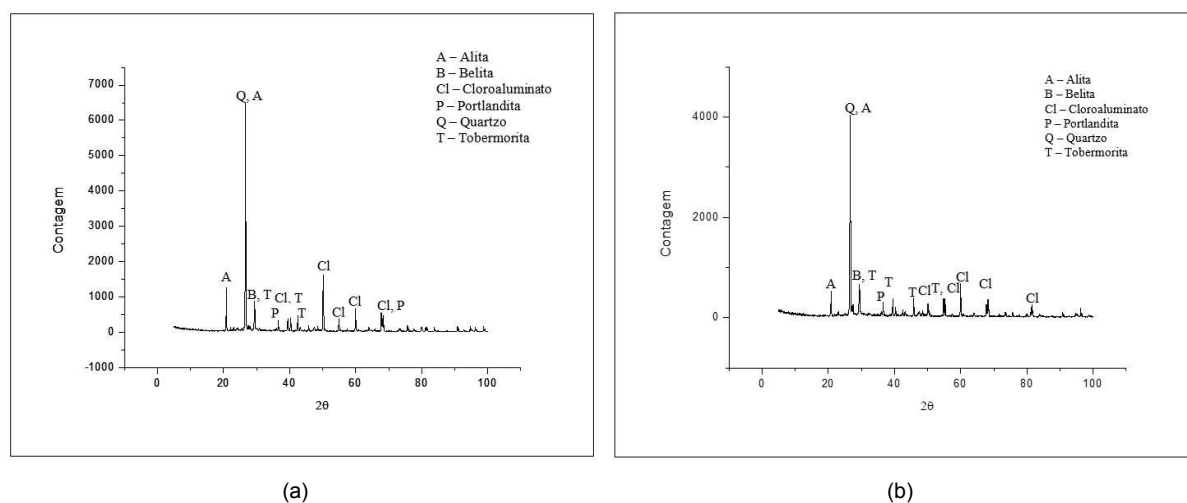 A – Alita
B – Belita
Cl – Cloroaluminato
P – Portlandita
Q – Quartzo
T – Tobermorita
7000
6000
5000
4000
3000
2000
1000
0
-1000
Contagem
Q, A
A
B, T
P
Cl, T
T
Cl
Cl
Cl
Cl, P
0 20 40 60 80 100
2θ
(a)
A – Alita
B – Belita
Cl – Cloroaluminato
P – Portlandita
Q – Quartzo
T – Tobermorita
4000
2000
0
Contagem
Q, A
A
B, T
P
T
T
Cl
T, Cl
Cl
Cl
Cl
0 20 40 60 80 100
2θ
(b)